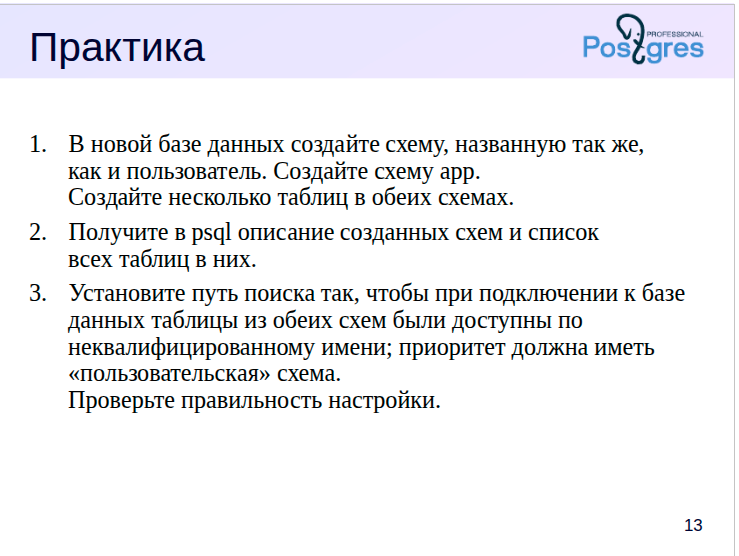 Практика
PROFESSIONAL
Postgres
1. В новой базе данных создайте схему, названную так же,
как и пользователь. Создайте схему app.
Создайте несколько таблиц в обеих схемах.
2. Получите в psql описание созданных схем и список
всех таблиц в них.
3. Установите путь поиска так, чтобы при подключении к базе
данных таблицы из обеих схем были доступны по
неквалифицированному имени; приоритет должна иметь
«пользовательская» схема.
Проверьте правильность настройки.
13